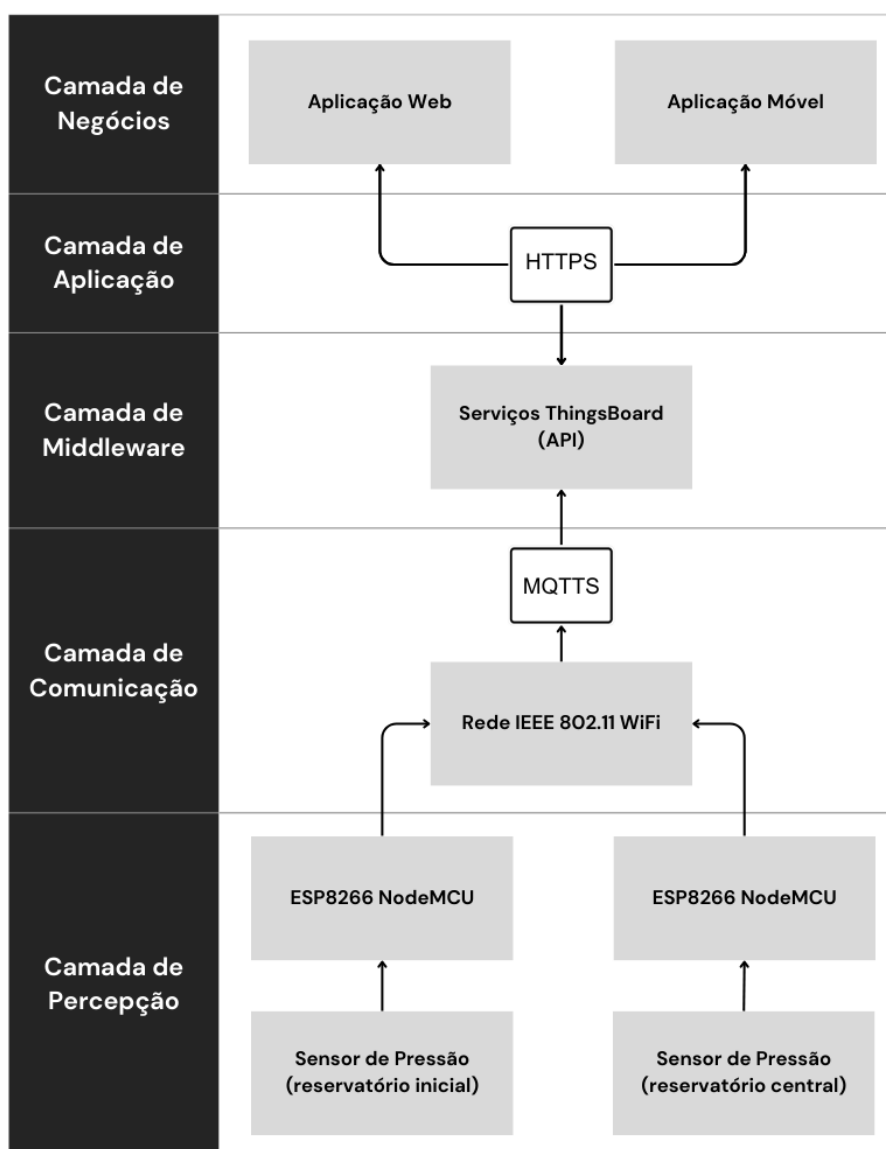 Camada de
Negócios
Aplicação Web
Aplicação Móvel
Camada de
Aplicação
HTTPS
Camada de
Middleware
Serviços ThingsBoard
(API)
Camada de
Comunicação
MQTTS
Rede IEEE 802.11 WiFi
Camada de
Percepção
ESP8266 NodeMCU
ESP8266 NodeMCU
Sensor de Pressão
(reservatório inicial)
Sensor de Pressão
(reservatório central)